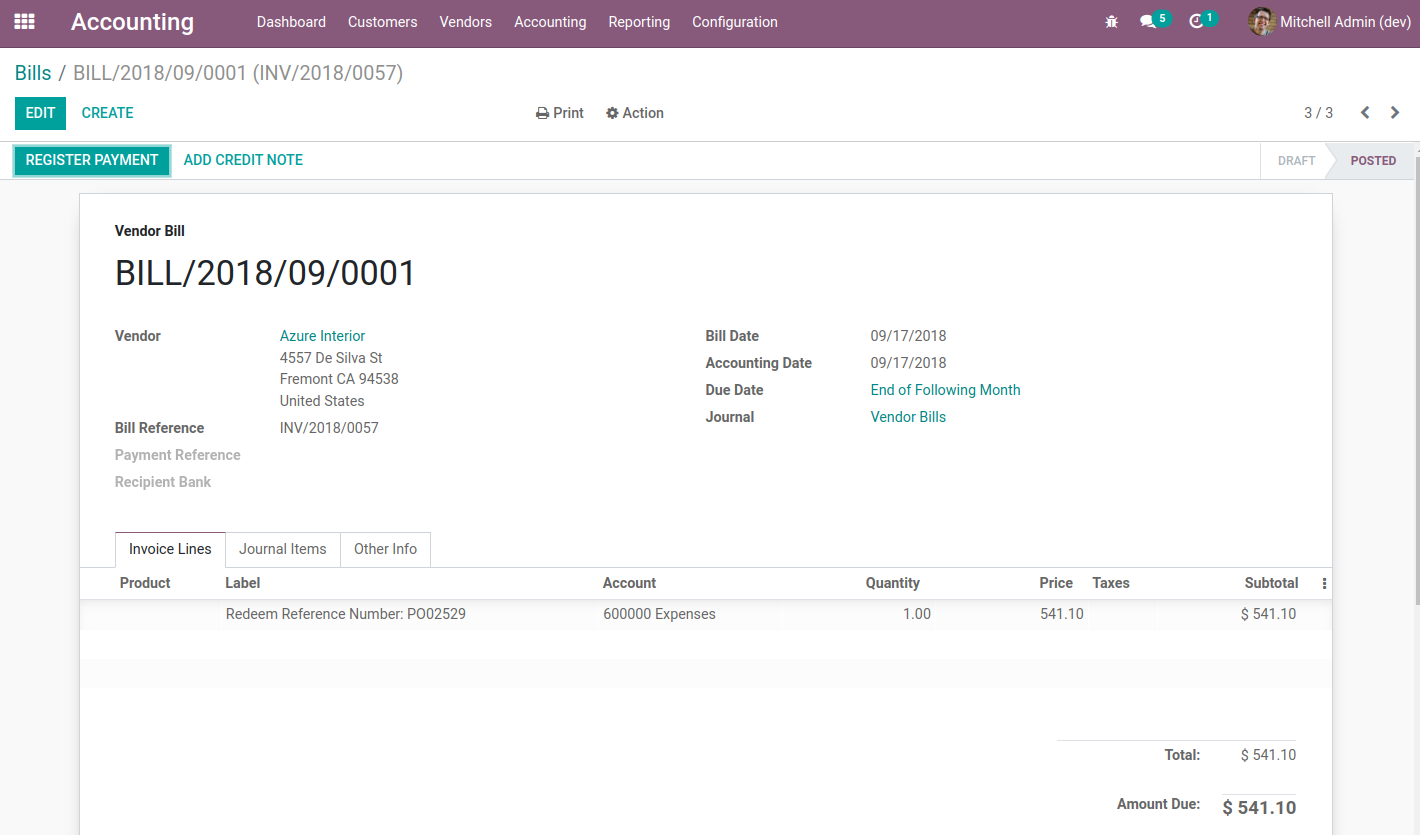 Accounting Dashboard Customers Vendors Accounting Reporting Configuration 5 1 Mitchell Admin (dev)
Bills / BILL/2018/09/0001 (INV/2018/0057)
EDIT CREATE Print Action 3 / 3
REGISTER PAYMENT ADD CREDIT NOTE DRAFT POSTED
Vendor Bill
BILL/2018/09/0001
Vendor Azure Interior Bill Date 09/17/2018
4557 De Silva St
Accounting Date 09/17/2018
Fremont CA 94538
Due Date End of Following Month
United States
Journal Vendor Bills
Bill Reference INV/2018/0057
Payment Reference
Recipient Bank
Invoice Lines Journal Items Other Info
Product Label Account Quantity Price Taxes Subtotal
Redeem Reference Number: PO02529 600000 Expenses 1.00 541.10 $ 541.10
Total: $ 541.10
Amount Due: $ 541.10